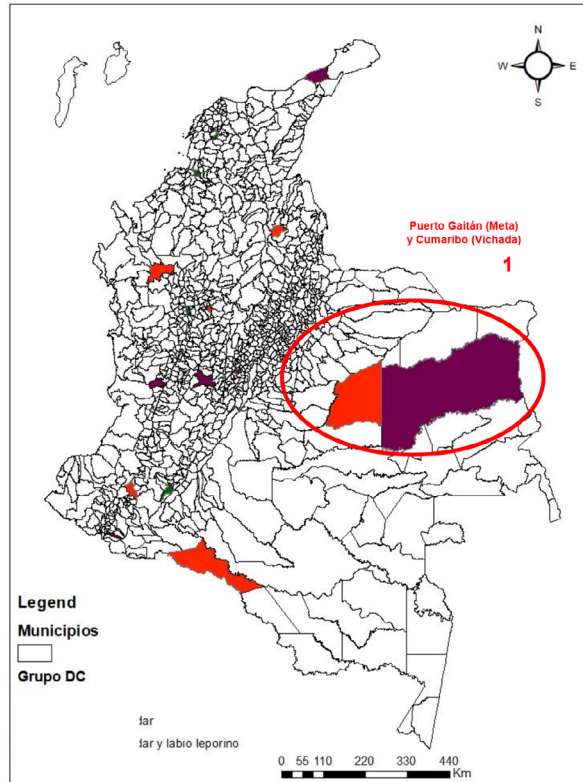 N
W E
S
Puerto Gaitán (Meta)
y Cumaribo (Vichada)
1
Legend
Municipios
Grupo DC
dar y labio leporino
0 55 110 220 330 440
Km